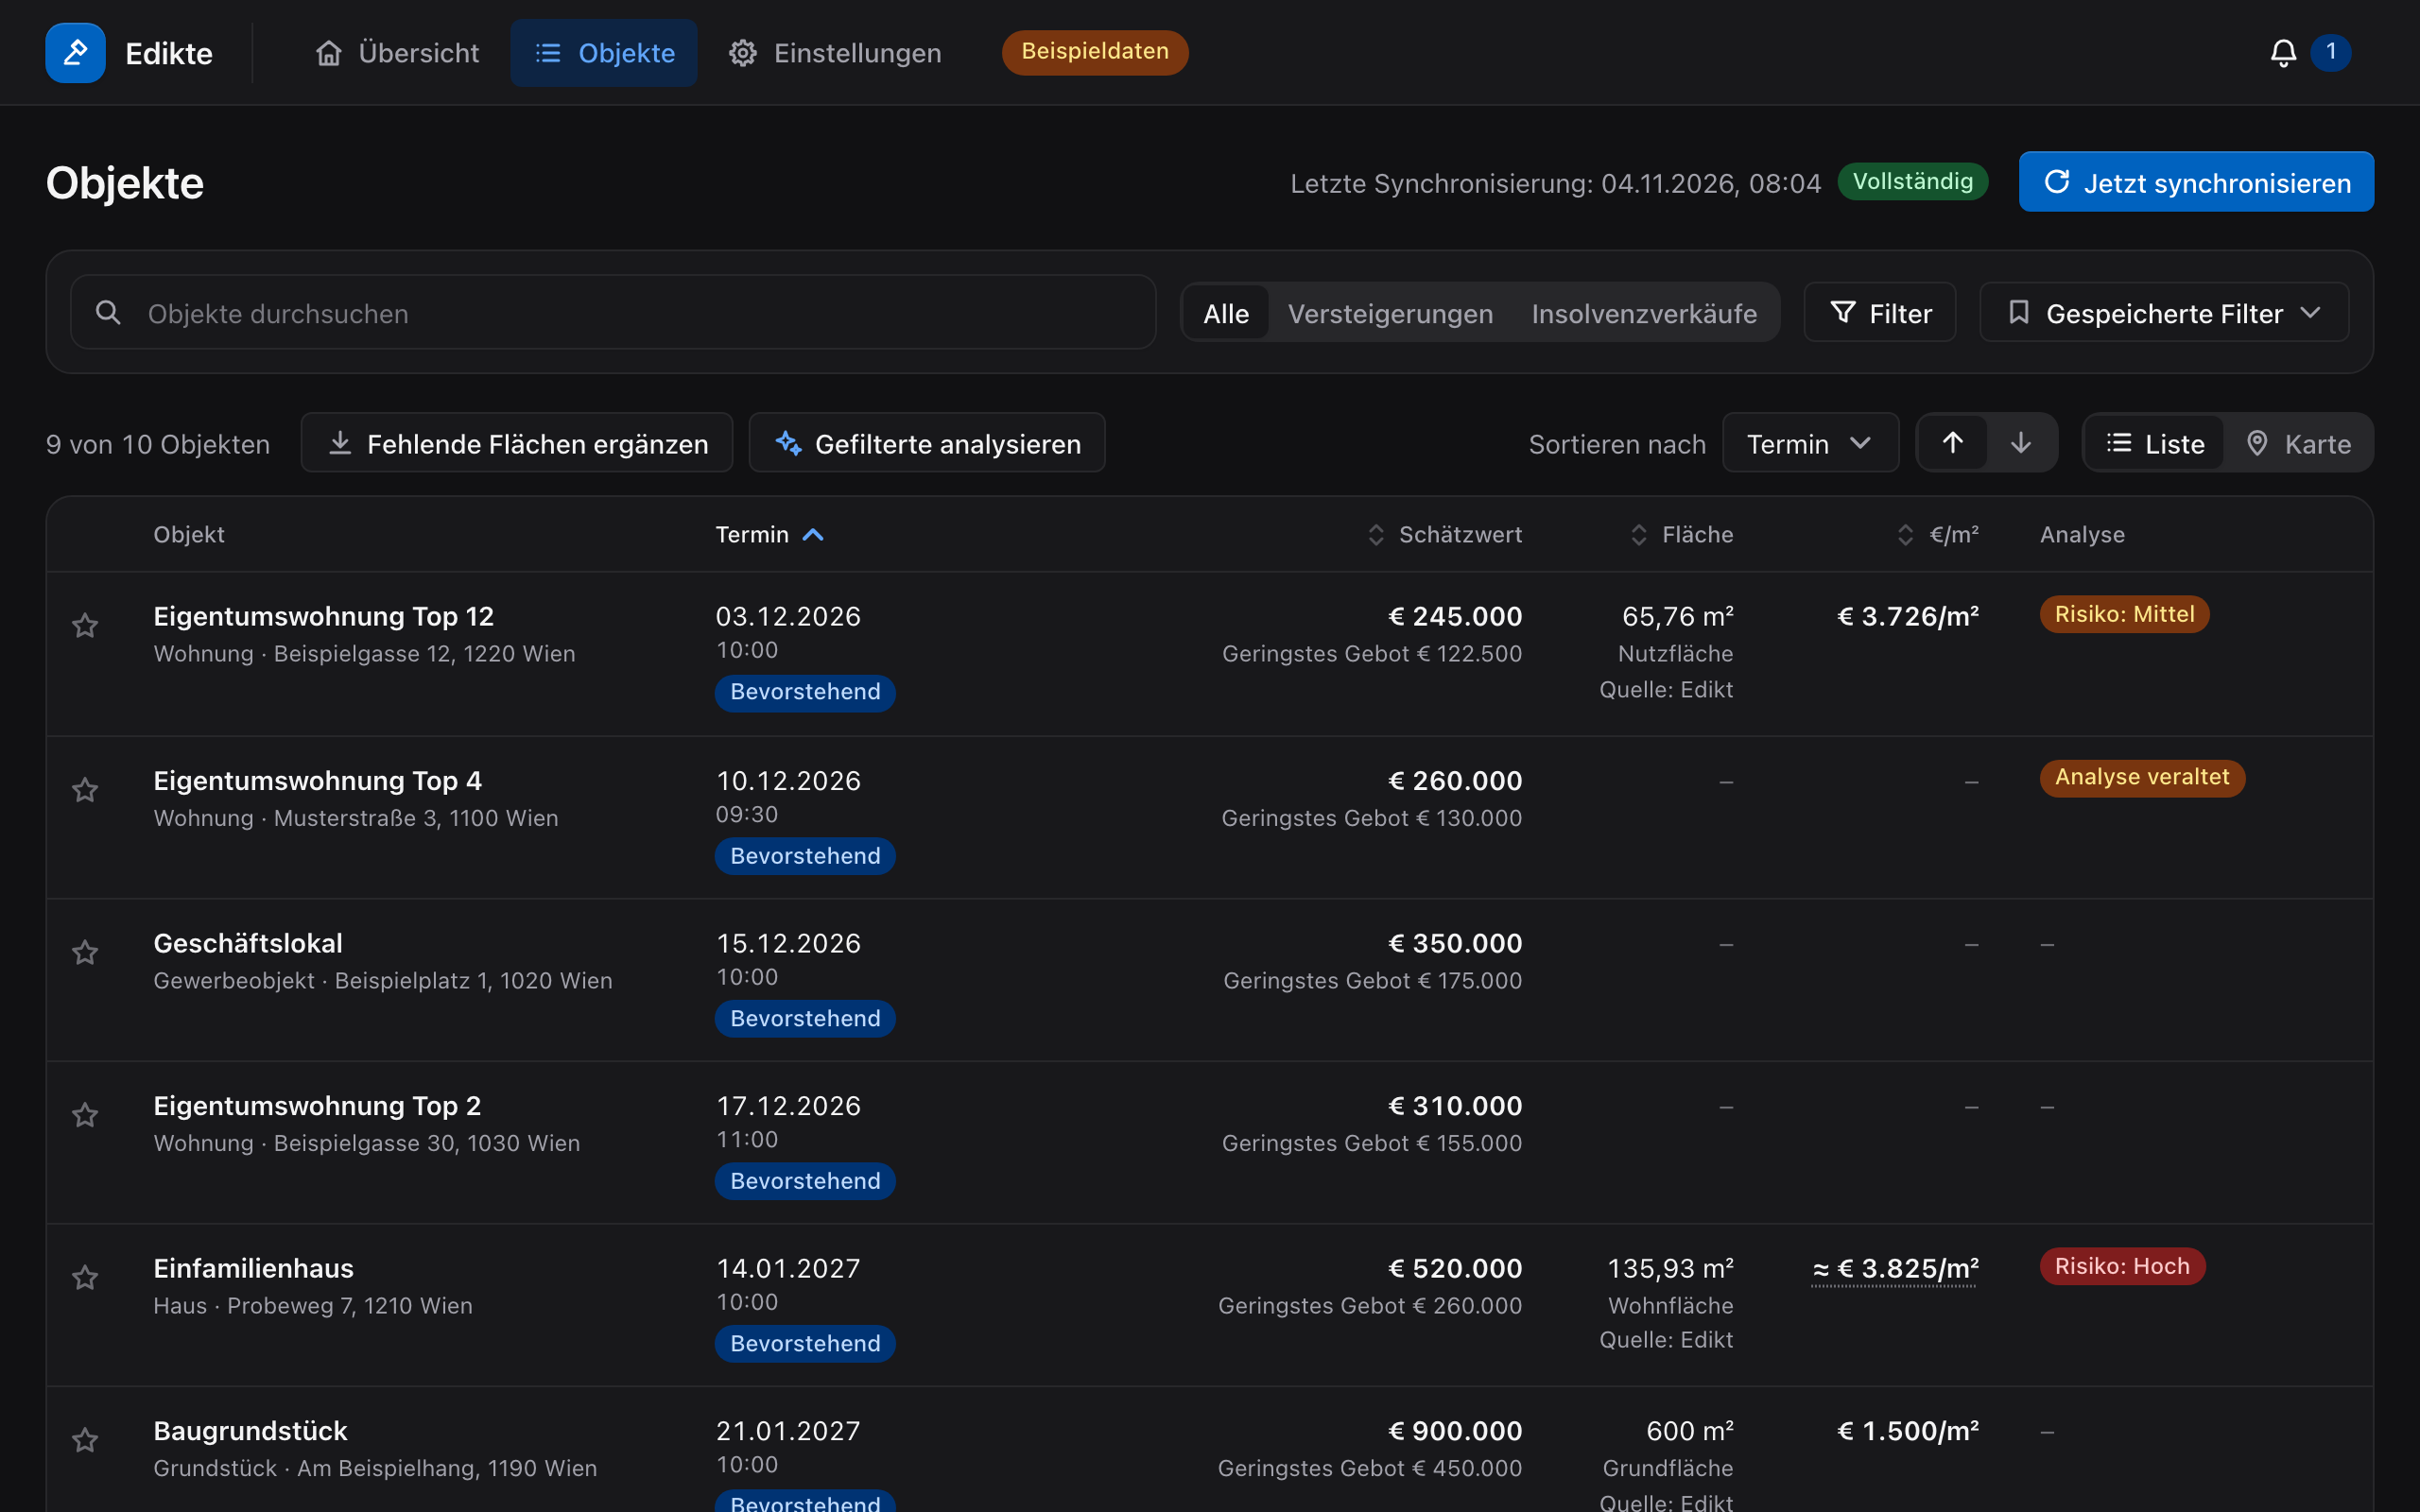 Edikte
Übersicht
Objekte
Einstellungen
Beispieldaten
1
Objekte
Letzte Synchronisierung: 04.11.2026, 08:04
Vollständig
Jetzt synchronisieren
Objekte durchsuchen
Alle
Versteigerungen
Insolvenzverkäufe
Filter
Gespeicherte Filter
9 von 10 Objekten
Fehlende Flächen ergänzen
Gefilterte analysieren
Sortieren nach
Termin
Liste
Karte
Objekt
Termin
Schätzwert
Fläche
€/m²
Analyse
Eigentumswohnung Top 12
Wohnung · Beispielgasse 12, 1220 Wien
03.12.2026
10:00
Bevorstehend
€ 245.000
Geringstes Gebot € 122.500
65,76 m²
Nutzfläche
Quelle: Edikt
€ 3.726/m²
Risiko: Mittel
Eigentumswohnung Top 4
Wohnung · Musterstraße 3, 1100 Wien
10.12.2026
09:30
Bevorstehend
€ 260.000
Geringstes Gebot € 130.000
–
–
Analyse veraltet
Geschäftslokal
Gewerbeobjekt · Beispielplatz 1, 1020 Wien
15.12.2026
10:00
Bevorstehend
€ 350.000
Geringstes Gebot € 175.000
–
–
–
Eigentumswohnung Top 2
Wohnung · Beispielgasse 30, 1030 Wien
17.12.2026
11:00
Bevorstehend
€ 310.000
Geringstes Gebot € 155.000
–
–
–
Einfamilienhaus
Haus · Probeweg 7, 1210 Wien
14.01.2027
10:00
Bevorstehend
€ 520.000
Geringstes Gebot € 260.000
135,93 m²
Wohnfläche
Quelle: Edikt
≈ € 3.825/m²
Risiko: Hoch
Baugrundstück
Grundstück · Am Beispielhang, 1190 Wien
21.01.2027
10:00
Bevorstehend
€ 900.000
Geringstes Gebot € 450.000
600 m²
Grundfläche
Quelle: Edikt
€ 1.500/m²
–